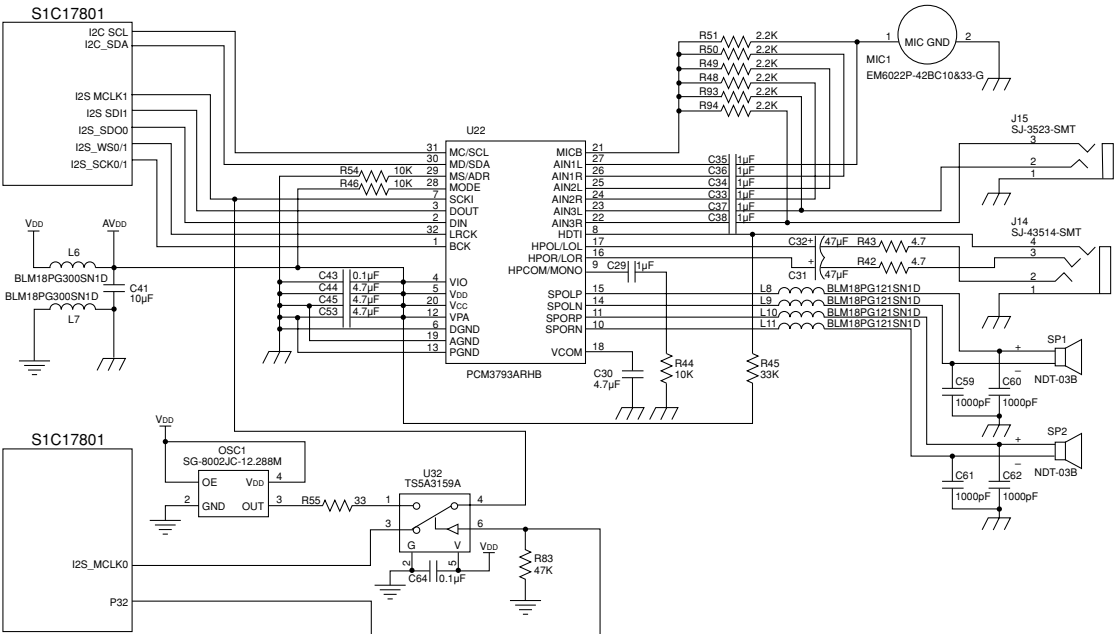 S1C17801
I2C SCL
I2C_SDA
I2S MCLK1
I2S SDI1
I2S_SDO0
I2S_WS0/1
I2S_SCK0/1
R51 2.2K
R50 2.2K
R49 2.2K
R48 2.2K
R93 2.2K
R94 2.2K
1 MIC GND 2
MIC1
EM6022P-42BC10&33-G
J15
SJ-3523-SMT
3
2
1
J14
SJ-43514-SMT
4
3
2
1
U22
31 MC/SCL
30 MD/SDA
R54 10K 29 MS/ADR
R46 10K 28 MODE
7 SCKI
3 DOUT
2 DIN
32 LRCK
1 BCK
C43 0.1µF 4 VIO
C44 4.7µF 5 VDD
C45 4.7µF 20 VCC
C53 4.7µF 12 VPA
6 DGND
19 AGND
13 PGND
MICB 21
AIN1L 27 C35 1µF
AIN1R 26 C36 1µF
AIN2L 25 C34 1µF
AIN2R 24 C33 1µF
AIN3L 23 C37 1µF
AIN3R 22 C38 1µF
HDTI 8
HPOL/LOL 17 C32 + 47µF R43 4.7
HPOR/LOR 16 C31 + 47µF R42 4.7
HPCOM/MONO 9 C29 1µF
SPOLP 15 L8 BLM18PG121SN1D
SPOLN 14 L9 BLM18PG121SN1D
SPORP 11 L10 BLM18PG121SN1D
SPORN 10 L11 BLM18PG121SN1D
VCOM 18
PCM3793ARHB
C30
4.7µF
R44
10K
R45
33K
VDD AVDD
L6
BLM18PG300SN1D
BLM18PG300SN1D
L7
C41
10µF
SP1
+
−
NDT-03B
C59
1000pF
C60
1000pF
SP2
+
−
NDT-03B
C61
1000pF
C62
1000pF
S1C17801
I2S_MCLK0
P32
VDD
OSC1
SG-8002JC-12.288M
OE VDD 4
2 GND OUT 3
R55 33
U32
TS5A3159A
1 4
3 6
G V
2 5
VDD
C64 0.1µF
R83
47K